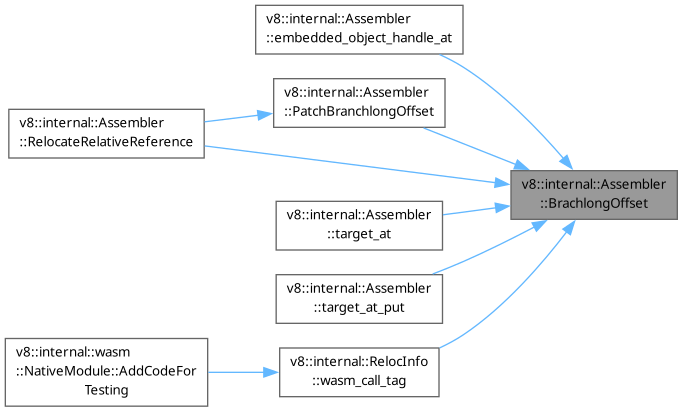 v8::internal::Assembler
::embedded_object_handle_at
v8::internal::Assembler
::PatchBranchlongOffset
v8::internal::Assembler
::RelocateRelativeReference
v8::internal::Assembler
::BrachlongOffset
v8::internal::Assembler
::target_at
v8::internal::Assembler
::target_at_put
v8::internal::wasm
::NativeModule::AddCodeFor
Testing
v8::internal::RelocInfo
::wasm_call_tag